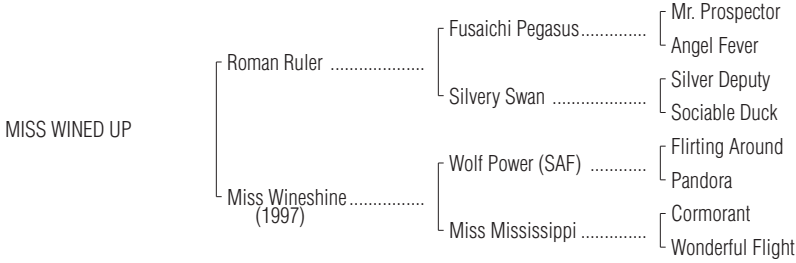 Mr. Prospector
Fusaichi Pegasus..............
Angel Fever
Roman Ruler ....................
Silver Deputy
Silvery Swan ....................
Sociable Duck
MISS WINED UP
Flirting Around
Wolf Power (SAF) ............
Pandora
Miss Wineshine................
(1997)
Cormorant
Miss Mississippi ..............
Wonderful Flight